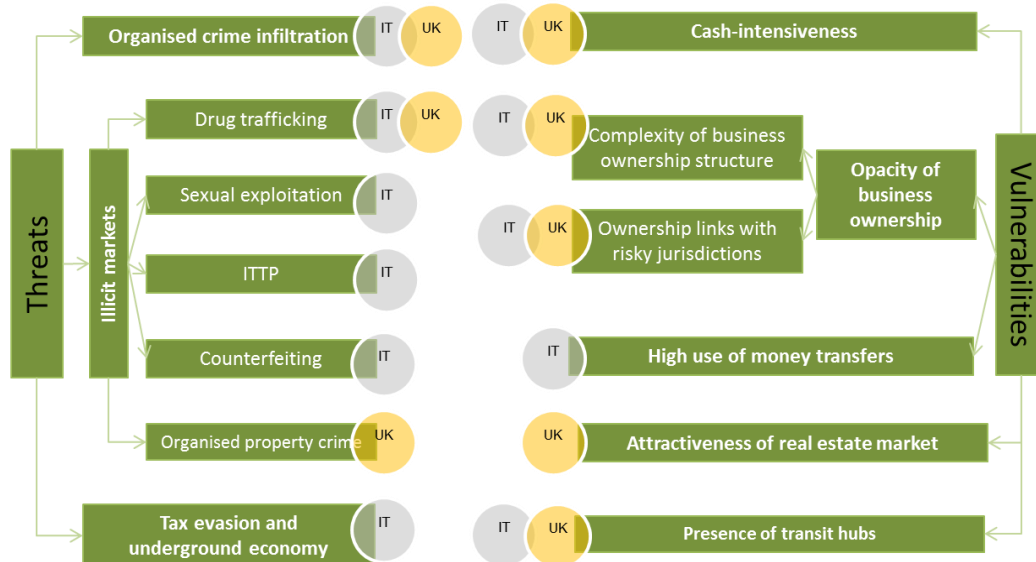 Organised crime infiltration
IT
UK
IT
UK
Cash-intensiveness
Drug trafficking
IT
UK
IT
UK
Complexity of business
ownership structure
Threats
Illicit markets
Sexual exploitation
IT
IT
UK
Ownership links with
risky jurisdictions
Opacity of
business
ownership
Vulnerabilities
ITTP
IT
Counterfeiting
IT
IT
High use of money transfers
Organised property crime
UK
UK
Attractiveness of real estate market
Tax evasion and
underground economy
IT
IT
UK
Presence of transit hubs